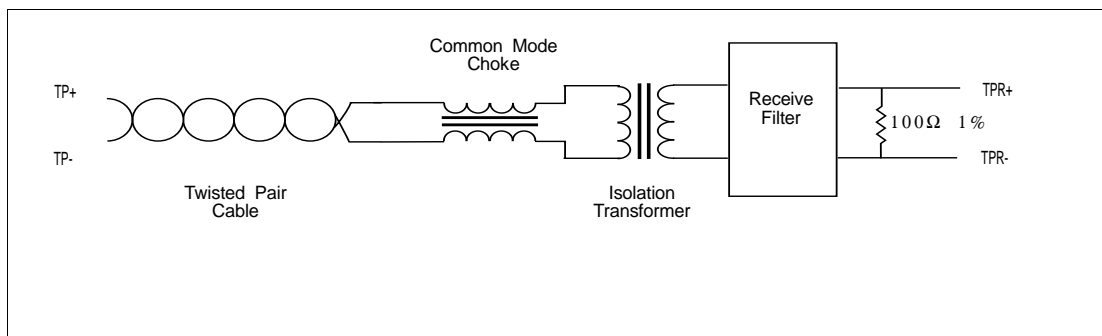 Common Mode
Choke
TP+
TPR+
Receive
Filter
100Ω 1%
TP-
TPR-
Twisted Pair
Cable
Isolation
Transformer